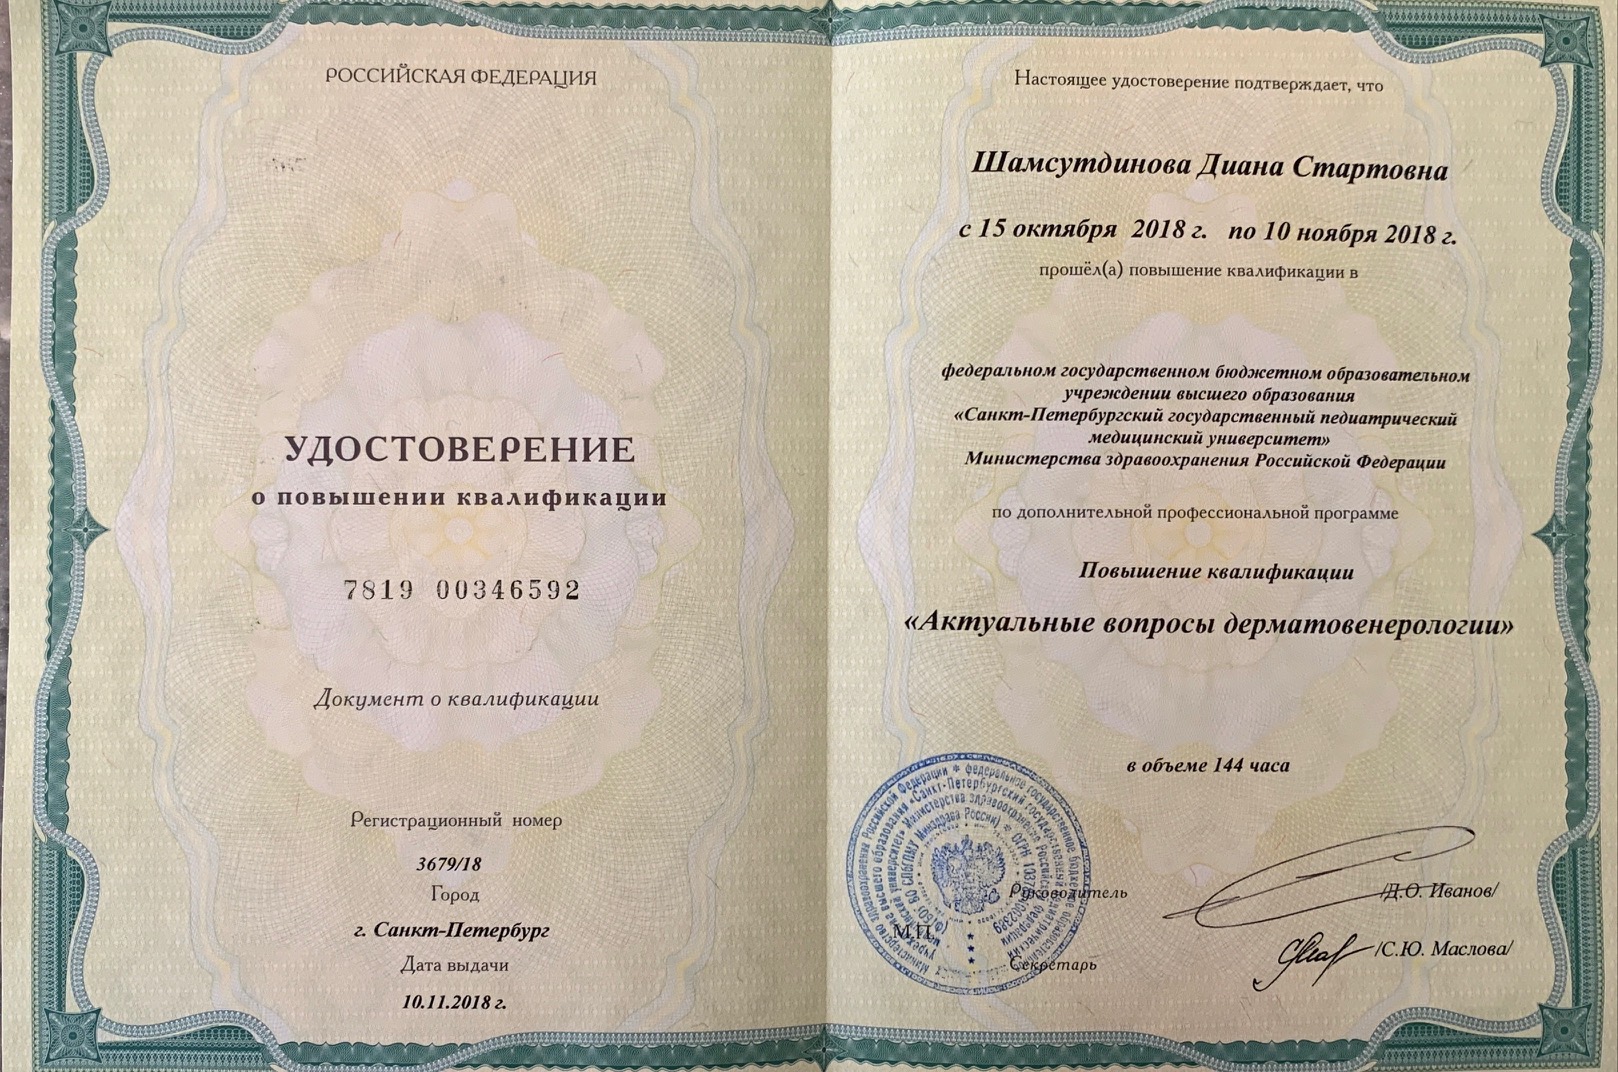 РОССИЙСКАЯ ФЕДЕРАЦИЯ
УДОСТОВЕРЕНИЕ
о повышении квалификации
7819 00346592
Документ о квалификации
Регистрационный номер
3679/18
Город
г. Санкт-Петербург
Дата выдачи
10.11.2018 г.
Настоящее удостоверение подтверждает, что
Шамсутдинова Диана Стартовна
с 15 октября 2018 г. по 10 ноября 2018 г.
прошёл(а) повышение квалификации в
федеральном государственном бюджетном образовательном
учреждении высшего образования
«Санкт-Петербургский государственный педиатрический
медицинский университет»
Министерства здравоохранения Российской Федерации
по дополнительной профессиональной программе
Повышение квалификации
«Актуальные вопросы дерматовенерологии»
в объеме 144 часа
Руководитель
/Д.О. Иванов/
М.П.
Секретарь
/С.Ю. Маслова/